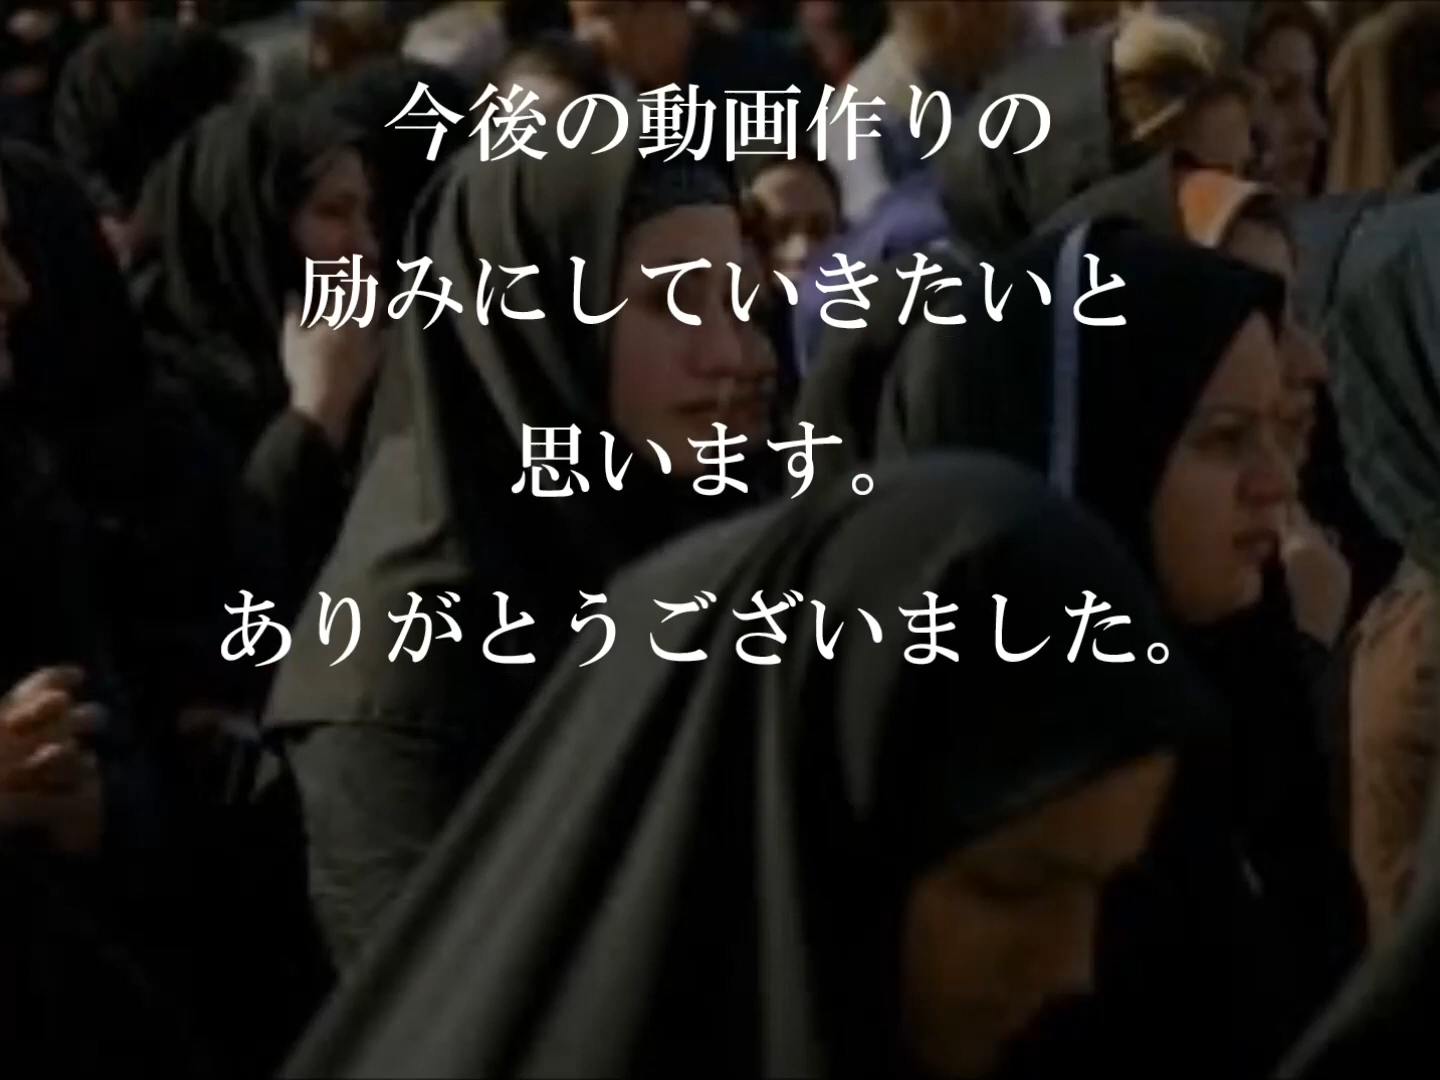 今後の動画作りの
励みにしていきたいと
思います。
ありがとうございました。